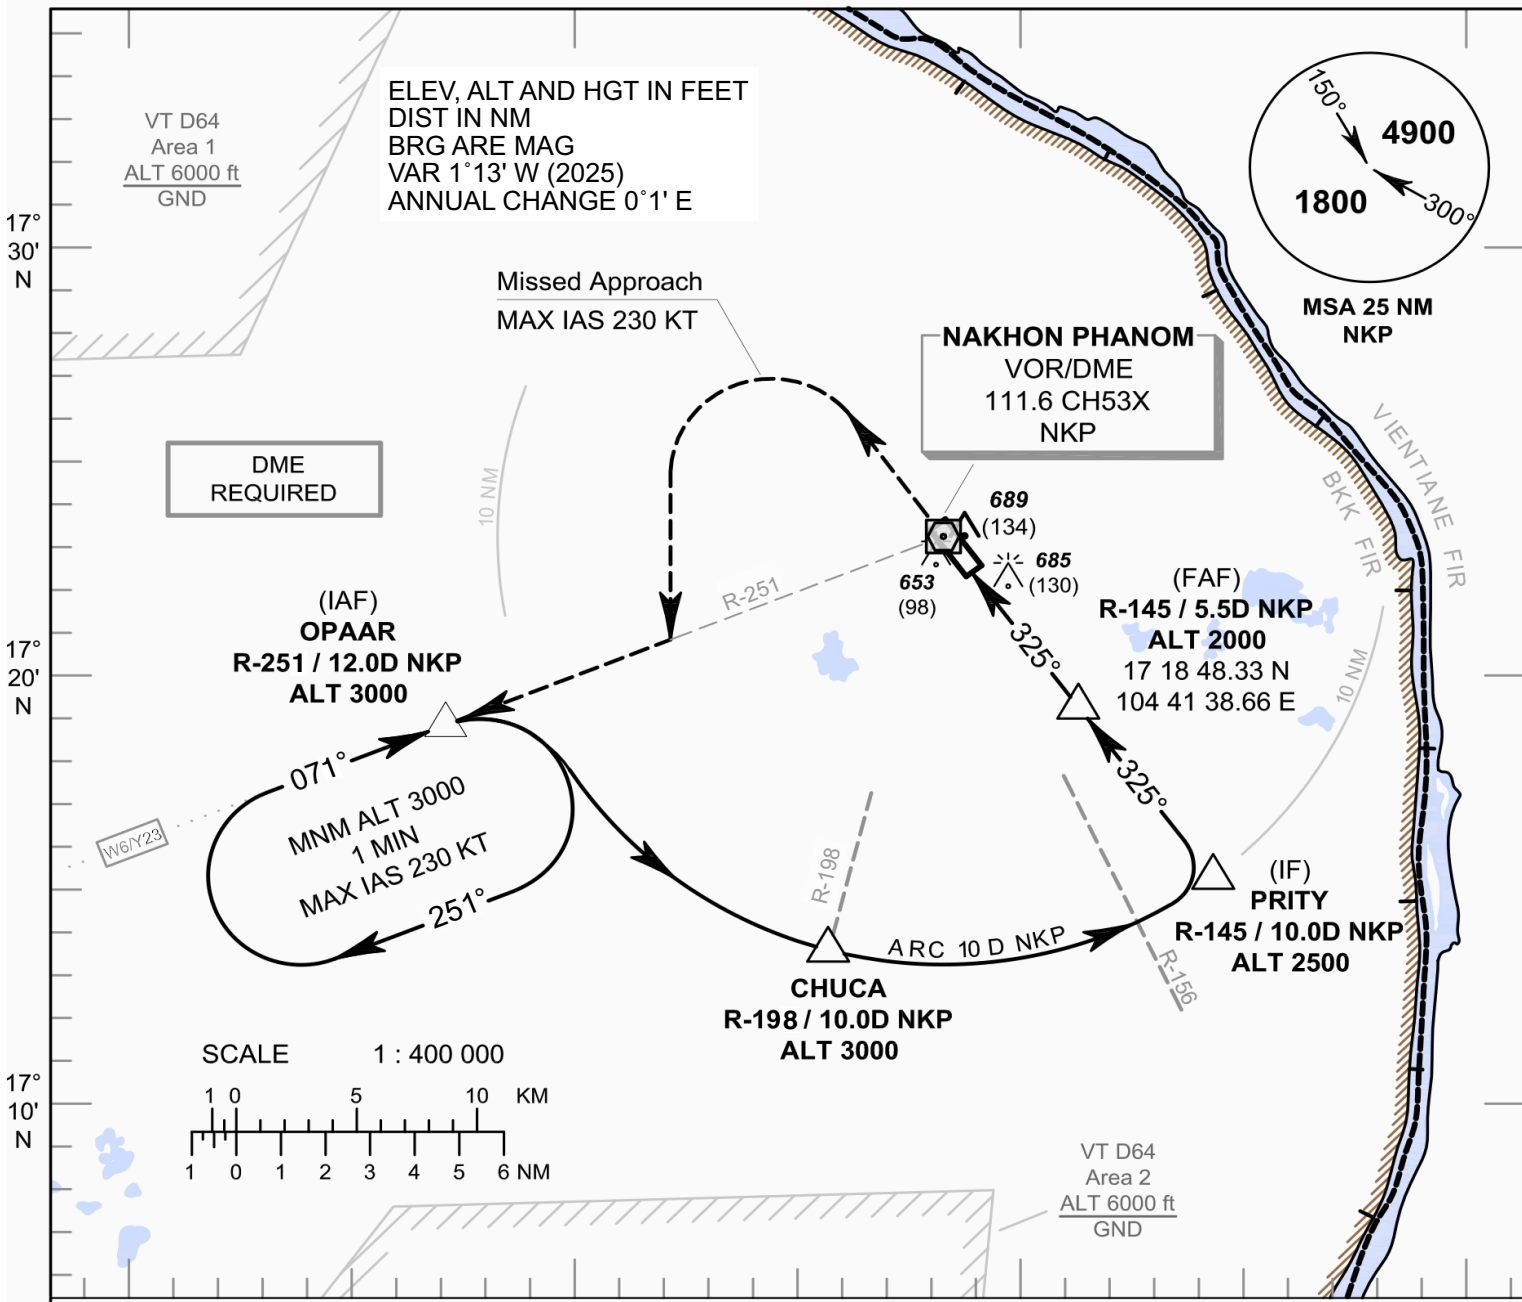 ELEV, ALT AND HGT IN FEET
DIST IN NM
BRG ARE MAG
VAR 1°13' W (2025)
ANNUAL CHANGE 0°1' E
VT D64
Area 1
ALT 6000 ft
GND
150°
4900
1800
300°
MSA 25 NM
NKP
17°
30'
N
Missed Approach
MAX IAS 230 KT
NAKHON PHANOM
VOR/DME
111.6 CH53X
NKP
VIENTIANE FIR
BKK FIR
DME
REQUIRED
10 NM
689
(134)
685
(130)
653
(98)
R-251
325°
(FAF)
R-145 / 5.5D NKP
ALT 2000
17 18 48.33 N
104 41 38.66 E
10 NM
(IAF)
OPAAR
R-251 / 12.0D NKP
ALT 3000
17°
20'
N
071°
MNM ALT 3000
1 MIN
MAX IAS 230 KT
251°
W6/Y23
325°
R-198
(IF)
PRITY
R-145 / 10.0D NKP
ALT 2500
ARC 10 D NKP
R-156
CHUCA
R-198 / 10.0D NKP
ALT 3000
SCALE 1 : 400 000
1 0 5 10 KM
1 0 1 2 3 4 5 6 NM
17°
10'
N
VT D64
Area 2
ALT 6000 ft
GND